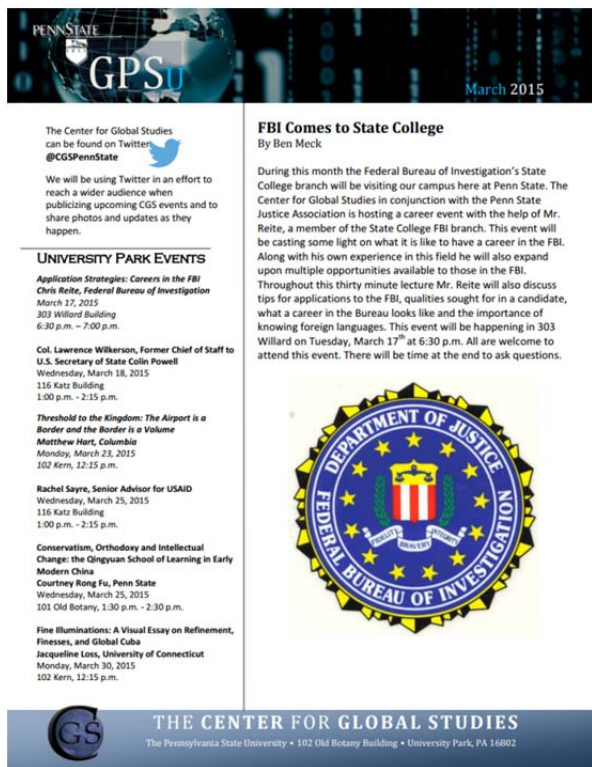 PENNSTATE
1855
GPSU
March 2015
The Center for Global Studies
can be found on Twitter
@CGSPennState
We will be using Twitter in an effort to
reach a wider audience when
publicizing upcoming CGS events and to
share photos and updates as they
happen.
UNIVERSITY PARK EVENTS
Application Strategies: Careers in the FBI
Chris Reite, Federal Bureau of Investigation
March 17, 2015
303 Willard Building
6:30 p.m. – 7:00 p.m.
Col. Lawrence Wilkerson, Former Chief of Staff to
U.S. Secretary of State Colin Powell
Wednesday, March 18, 2015
116 Katz Building
1:00 p.m. - 2:15 p.m.
Threshold to the Kingdom: The Airport is a
Border and the Border is a Volume
Matthew Hart, Columbia
Monday, March 23, 2015
102 Kern, 12:15 p.m.
Rachel Sayre, Senior Advisor for USAID
Wednesday, March 25, 2015
116 Katz Building
1:00 p.m. - 2:15 p.m.
Conservatism, Orthodoxy and Intellectual
Change: the Qingyuan School of Learning in Early
Modern China
Courtney Rong Fu, Penn State
Wednesday, March 25, 2015
101 Old Botany, 1:30 p.m. - 2:30 p.m.
Fine Illuminations: A Visual Essay on Refinement,
Finesses, and Global Cuba
Jacqueline Loss, University of Connecticut
Monday, March 30, 2015
102 Kern, 12:15 p.m.
FBI Comes to State College
By Ben Meck
During this month the Federal Bureau of Investigation's State
College branch will be visiting our campus here at Penn State. The
Center for Global Studies in conjunction with the Penn State
Justice Association is hosting a career event with the help of Mr.
Reite, a member of the State College FBI branch. This event will
be casting some light on what it is like to have a career in the FBI.
Along with his own experience in this field he will also expand
upon multiple opportunities available to those in the FBI.
Throughout this thirty minute lecture Mr. Reite will also discuss
tips for applications to the FBI, qualities sought for in a candidate,
what a career in the Bureau looks like and the importance of
knowing foreign languages. This event will be happening in 303
Willard on Tuesday, March 17th at 6:30 p.m. All are welcome to
attend this event. There will be time at the end to ask questions.
DEPARTMENT OF JUSTICE
FEDERAL BUREAU OF INVESTIGATION
FIDELITY BRAVERY INTEGRITY
CGS
THE CENTER FOR GLOBAL STUDIES
The Pennsylvania State University • 102 Old Botany Building • University Park, PA 16802